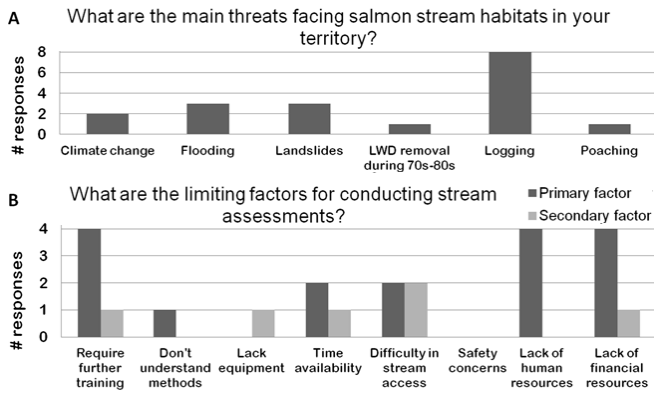 A
What are the main threats facing salmon stream habitats in your
territory?
# responses
8
6
4
2
0
Climate change
Flooding
Landslides
LWD removal
during 70s-80s
Logging
Poaching
B
What are the limiting factors for conducting stream
assessments?
Primary factor
Secondary factor
# responses
4
3
2
1
0
Require
further
training
Don't
understand
methods
Lack
equipment
Time
availability
Difficulty in
stream
access
Safety
concerns
Lack of
human
resources
Lack of
financial
resources